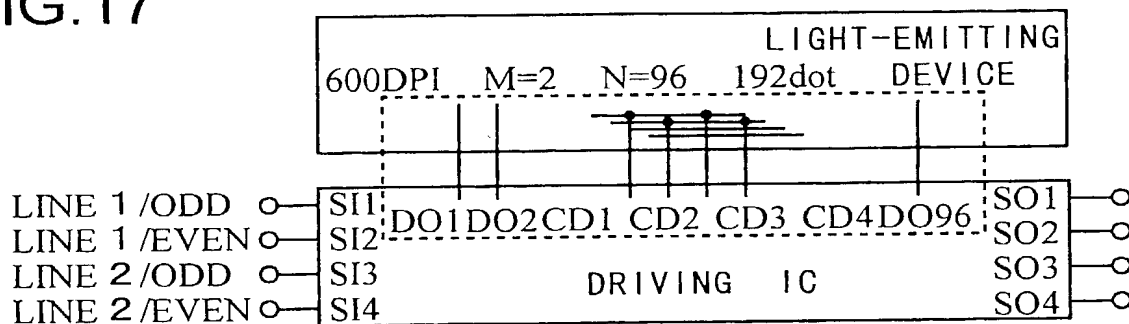 FIG.17
LIGHT-EMITTING
600DPI M=2 N=96 192dot DEVICE
LINE 1/ODD SI1 DO1 DO2 CD1 CD2 CD3 CD4 DO96 SO1
LINE 1/EVEN SI2 SO2
LINE 2/ODD SI3 DRIVING IC SO3
LINE 2/EVEN SI4 SO4